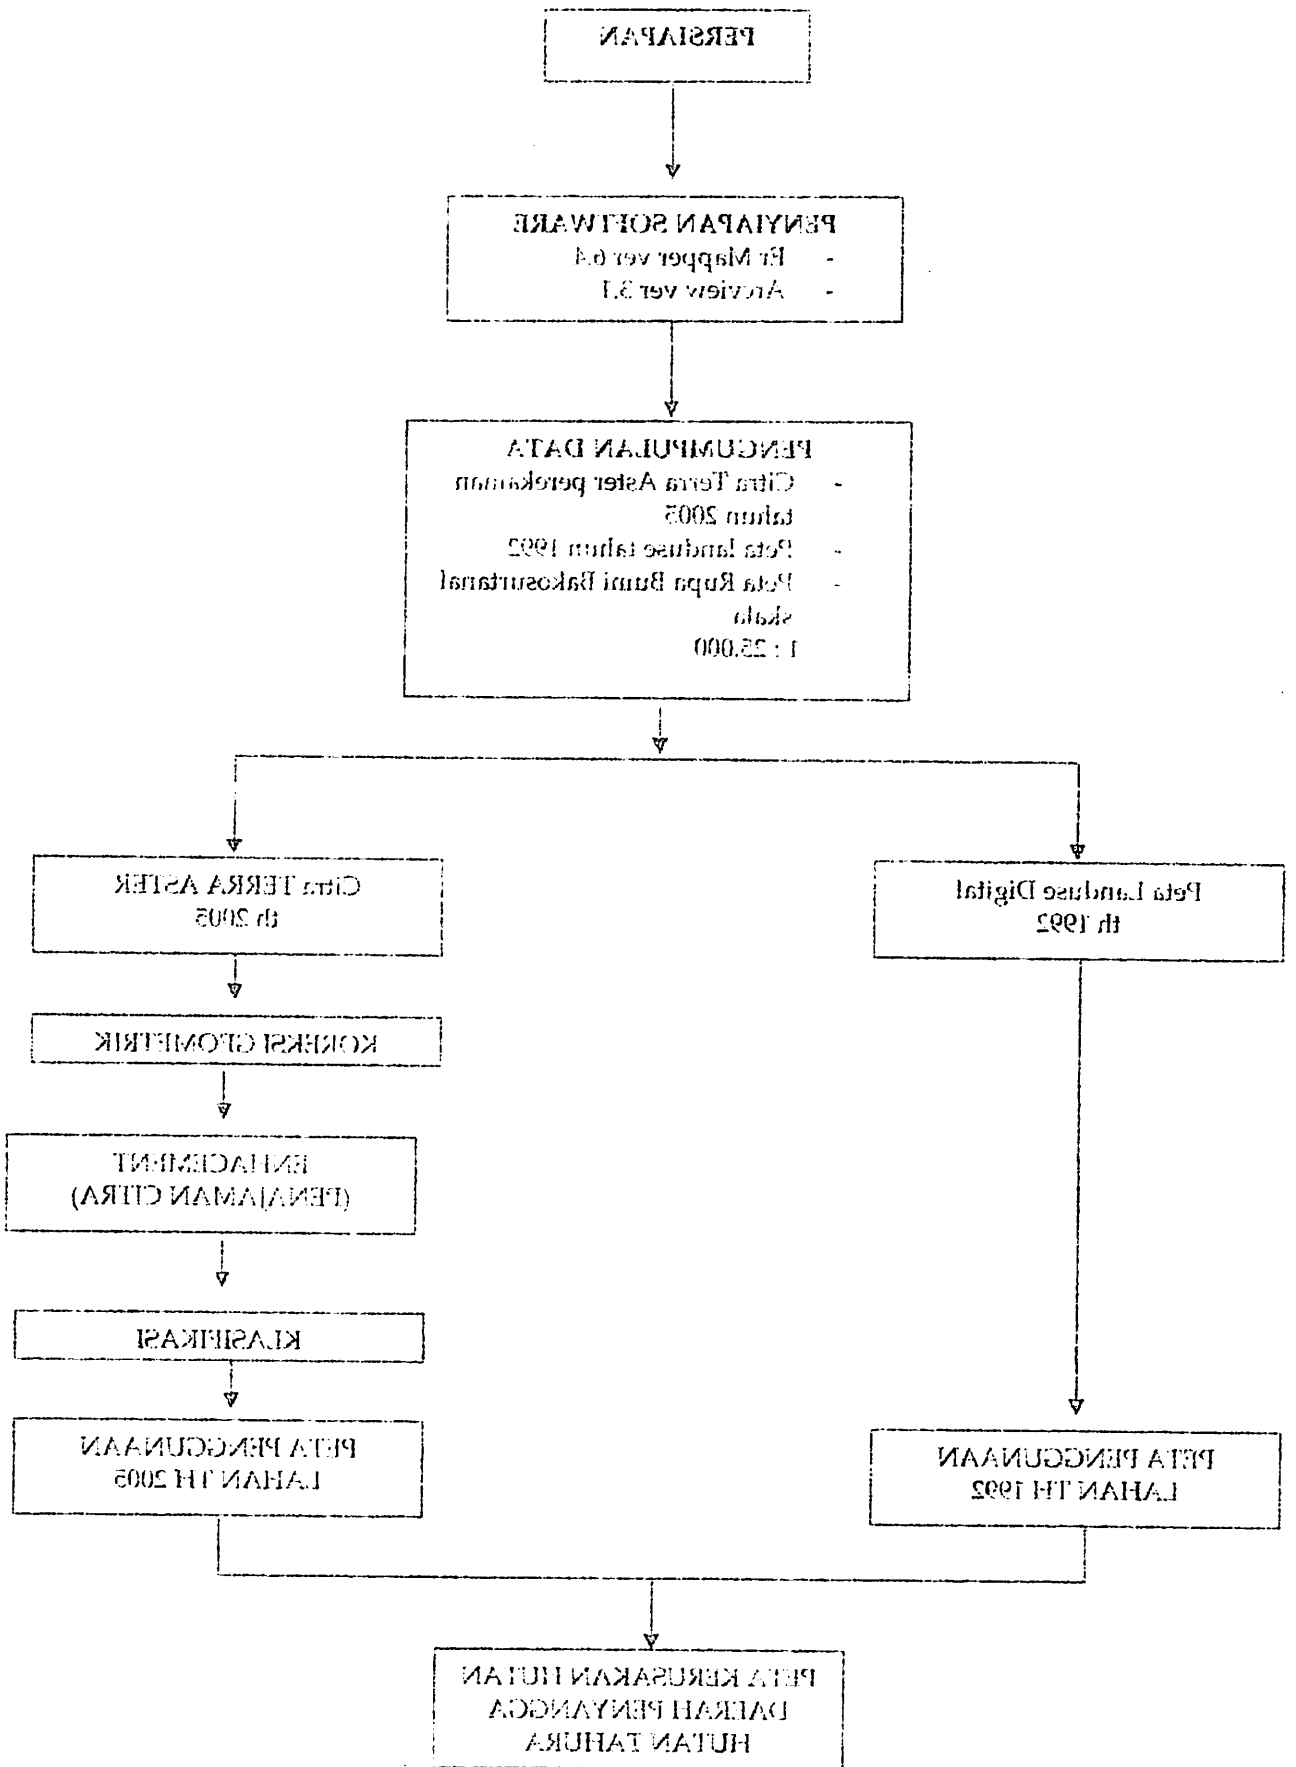 PERSIAPAN
PENYIAPAN SOFTWARE
- Er Mapper ver 6.4
- Arcview ver 3.1
PENGUMPULAN DATA
- Citra Terra Aster perekaman
tahun 2005
- Peta landuse tahun 1992
- Peta Rupa Bumi Bakosurtanal
skala
1 : 25.000
Peta Landuse Digital
th 1992
Citra TERRA ASTER
th 2005
KOREKSI GEOMETRIK
ENHACEMENT
(PENAJAMAN CITRA)
KLASIFIKASI
PETA PENGGUNAAN
LAHAN TH 1992
PETA PENGGUNAAN
LAHAN TH 2005
PETA KERUSAKAN HUTAN
DAERAH PENYANGGA
HUTAN TAHURA